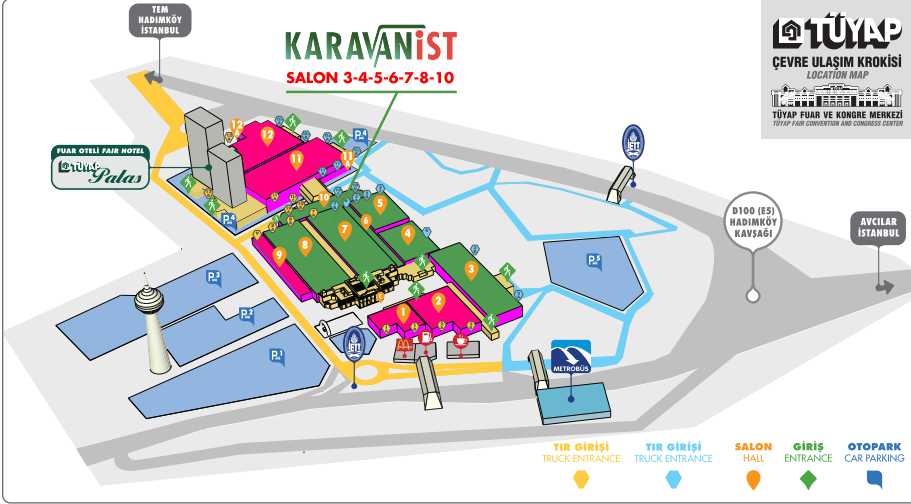 TEM
HADIMKÖY
İSTANBUL
KARAVANiST
SALON 3-4-5-6-7-8-10
TÜYAP
ÇEVRE ULAŞIM KROKİSİ
LOCATION MAP
TÜYAP FUAR VE KONGRE MERKEZİ
TÜYAP FAIR CONVENTION AND CONGRESS CENTER
FUAR OTELİ FAIR HOTEL
TÜYAP
Palas
12
12
11
11
P4
P4
10
5
6
7
4
8
9
3
2
1
İETT
D100 (E5)
HADIMKÖY
KAVŞAĞI
AVCILAR
İSTANBUL
P5
P3
P2
P1
İETT
METROBÜS
TIR GİRİŞİ
TRUCK ENTRANCE
TIR GİRİŞİ
TRUCK ENTRANCE
SALON
HALL
GİRİŞ
ENTRANCE
OTOPARK
CAR PARKING